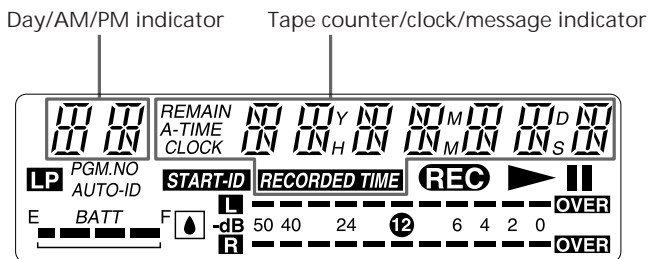 Day/AM/PM indicator
Tape counter/clock/message indicator
REMAIN Y M D
A-TIME
CLOCK H M S
LP PGM.NO
AUTO-ID
START-ID RECORDED TIME REC
E BATT F
L OVER
-dB 50 40 24 12 6 4 2 0
R OVER